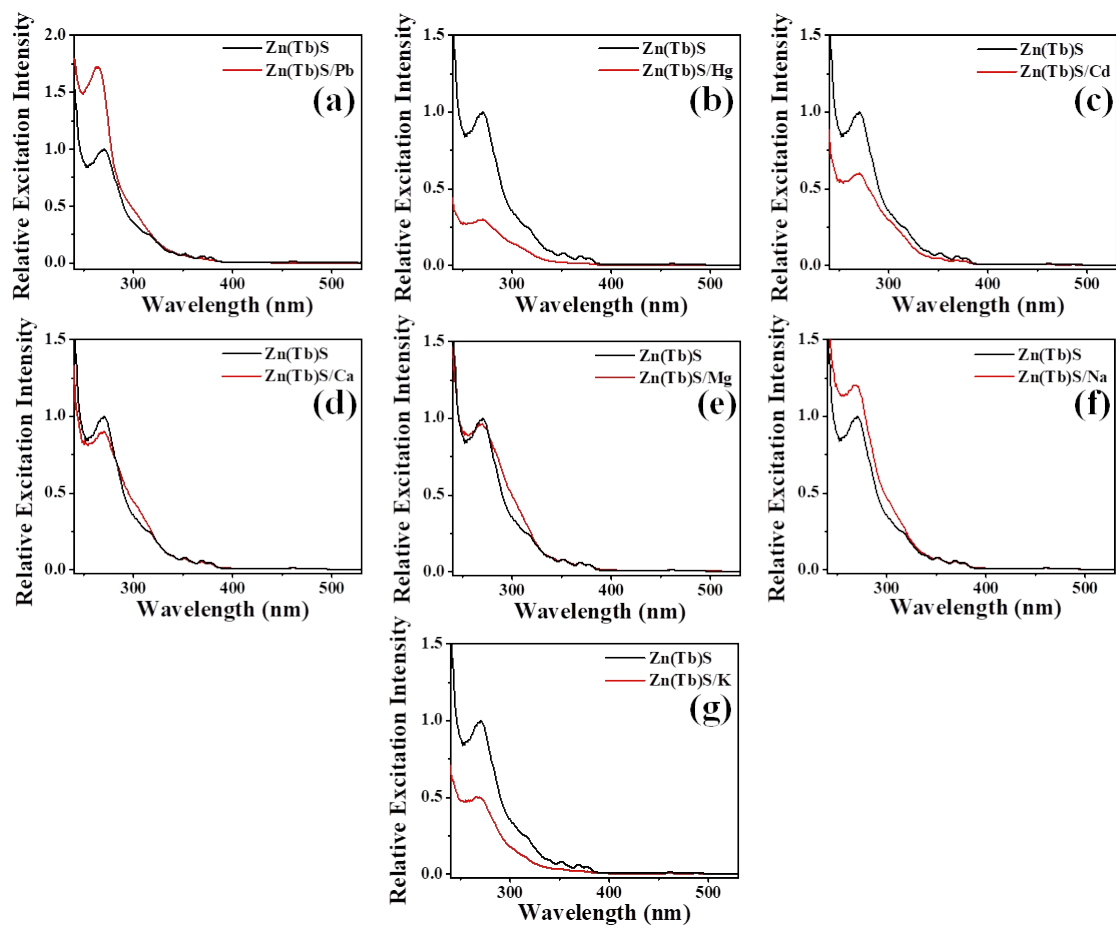 Relative Excitation Intensity
2.0
1.5
1.0
0.5
0.0
Zn(Tb)S
Zn(Tb)S/Pb
(a)
300
400
500
Wavelength (nm)
Relative Excitation Intensity
1.5
1.0
0.5
0.0
Zn(Tb)S
Zn(Tb)S/Hg
(b)
300
400
500
Wavelength (nm)
Relative Excitation Intensity
1.5
1.0
0.5
0.0
Zn(Tb)S
Zn(Tb)S/Cd
(c)
300
400
500
Wavelength (nm)
Relative Excitation Intensity
1.5
1.0
0.5
0.0
Zn(Tb)S
Zn(Tb)S/Ca
(d)
300
400
500
Wavelength (nm)
Relative Excitation Intensity
1.5
1.0
0.5
0.0
Zn(Tb)S
Zn(Tb)S/Mg
(e)
300
400
500
Wavelength (nm)
Relative Excitation Intensity
1.5
1.0
0.5
0.0
Zn(Tb)S
Zn(Tb)S/Na
(f)
300
400
500
Wavelength (nm)
Relative Excitation Intensity
1.5
1.0
0.5
0.0
Zn(Tb)S
Zn(Tb)S/K
(g)
300
400
500
Wavelength (nm)